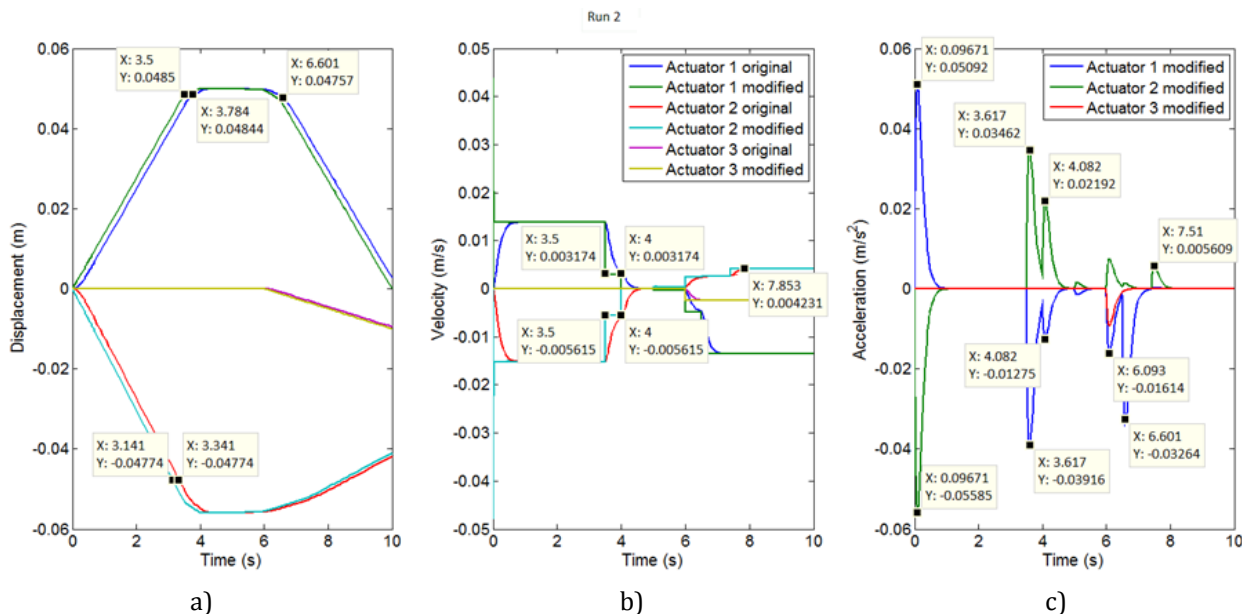 Run 2
0.06
0.04
0.02
0
-0.02
-0.04
-0.06
Displacement (m)
0
2
4
6
8
10
Time (s)
X: 3.5
Y: 0.0485
X: 6.601
Y: 0.04757
X: 3.784
Y: 0.04844
X: 3.141
Y: -0.04774
X: 3.341
Y: -0.04774
a)
0.05
0.04
0.03
0.02
0.01
0
-0.01
-0.02
-0.03
-0.04
-0.05
Velocity (m/s)
0
2
4
6
8
10
Time (s)
Actuator 1 original
Actuator 1 modified
Actuator 2 original
Actuator 2 modified
Actuator 3 original
Actuator 3 modified
X: 3.5
Y: 0.003174
X: 4
Y: 0.003174
X: 7.853
Y: 0.004231
X: 3.5
Y: -0.005615
X: 4
Y: -0.005615
b)
0.06
0.04
0.02
0
-0.02
-0.04
-0.06
Acceleration (m/s²)
0
2
4
6
8
10
Time (s)
Actuator 1 modified
Actuator 2 modified
Actuator 3 modified
X: 0.09671
Y: 0.05092
X: 3.617
Y: 0.03462
X: 4.082
Y: 0.02192
X: 7.51
Y: 0.005609
X: 4.082
Y: -0.01275
X: 6.093
Y: -0.01614
X: 6.601
Y: -0.03264
X: 3.617
Y: -0.03916
X: 0.09671
Y: -0.05585
c)